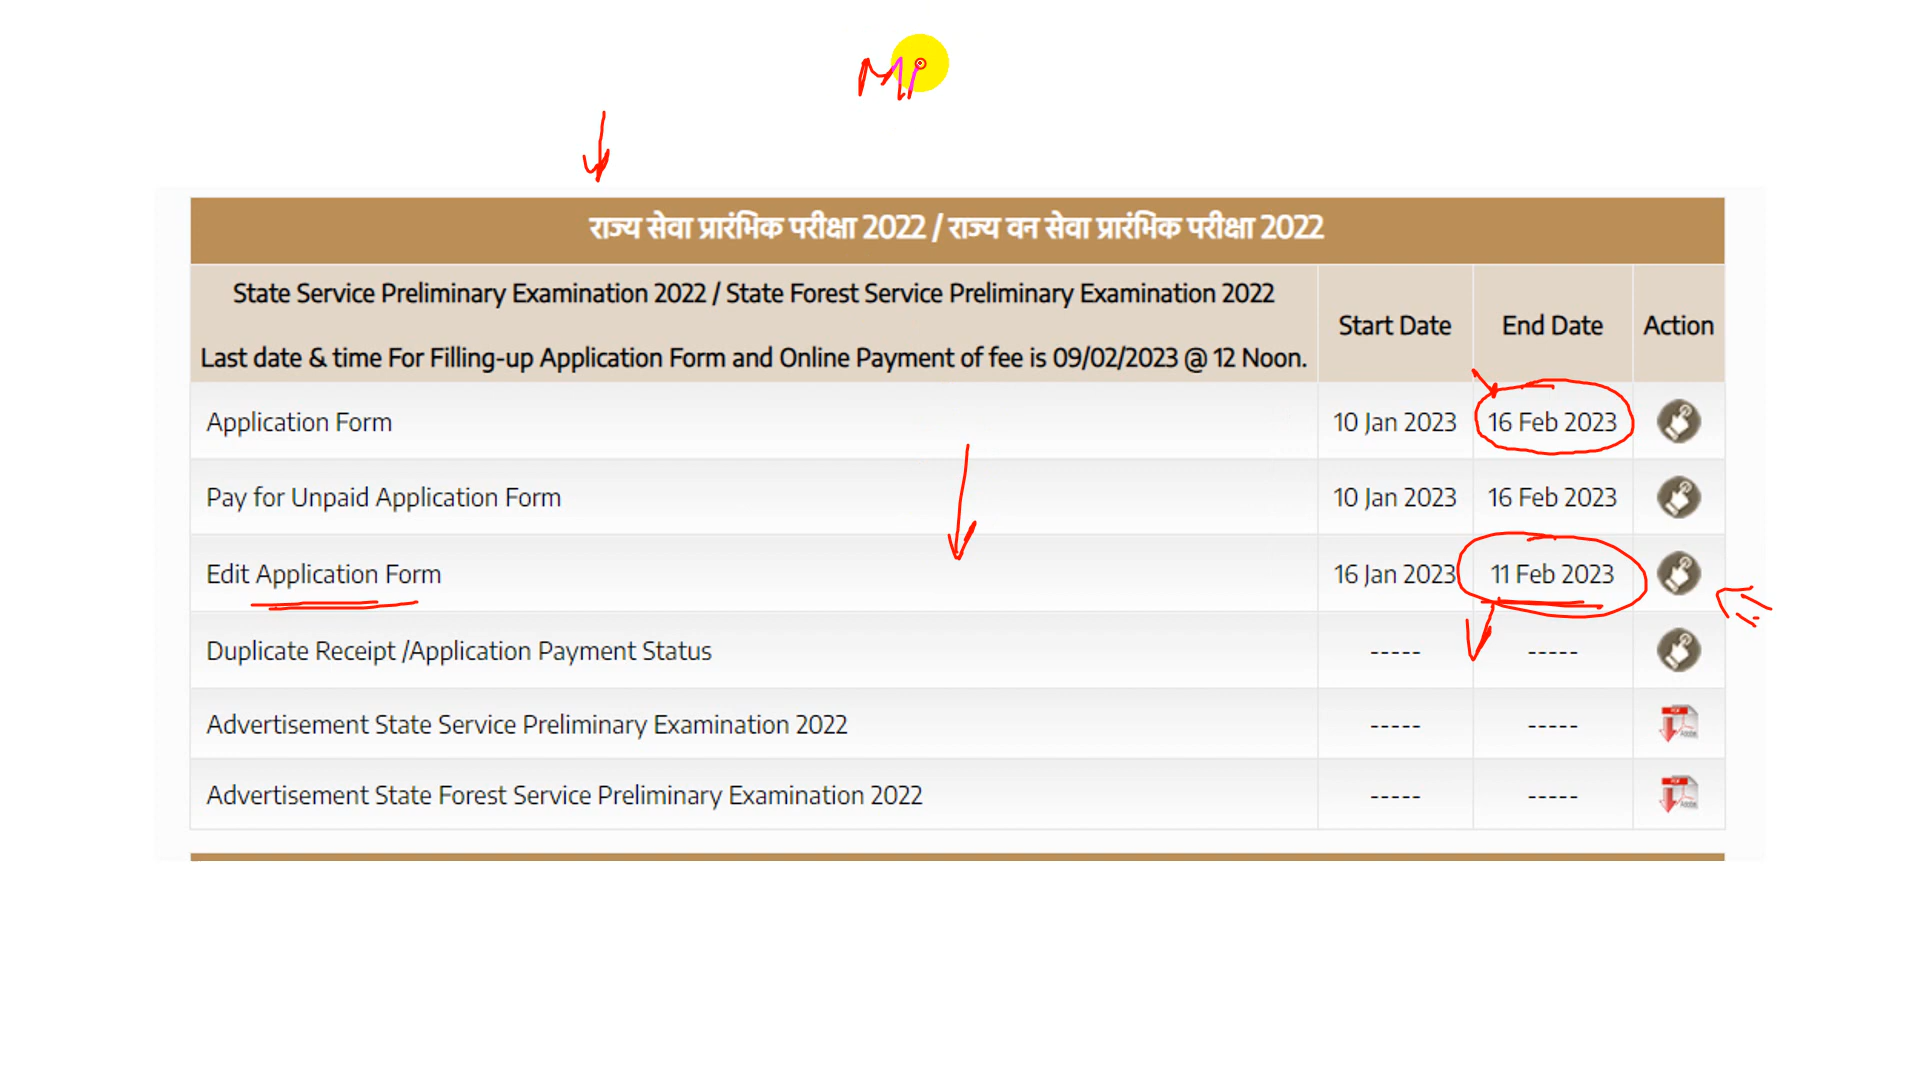 राज्य सेवा प्रारंभिक परीक्षा 2022 / राज्य वन सेवा प्रारंभिक परीक्षा 2022
State Service Preliminary Examination 2022 / State Forest Service Preliminary Examination 2022
Last date & time For Filling-up Application Form and Online Payment of fee is 09/02/2023 @ 12 Noon.
Start Date End Date Action
Application Form 10 Jan 2023 16 Feb 2023
Pay for Unpaid Application Form 10 Jan 2023 16 Feb 2023
Edit Application Form 16 Jan 2023 11 Feb 2023
Duplicate Receipt /Application Payment Status ----- -----
Advertisement State Service Preliminary Examination 2022 ----- -----
Advertisement State Forest Service Preliminary Examination 2022 ----- -----